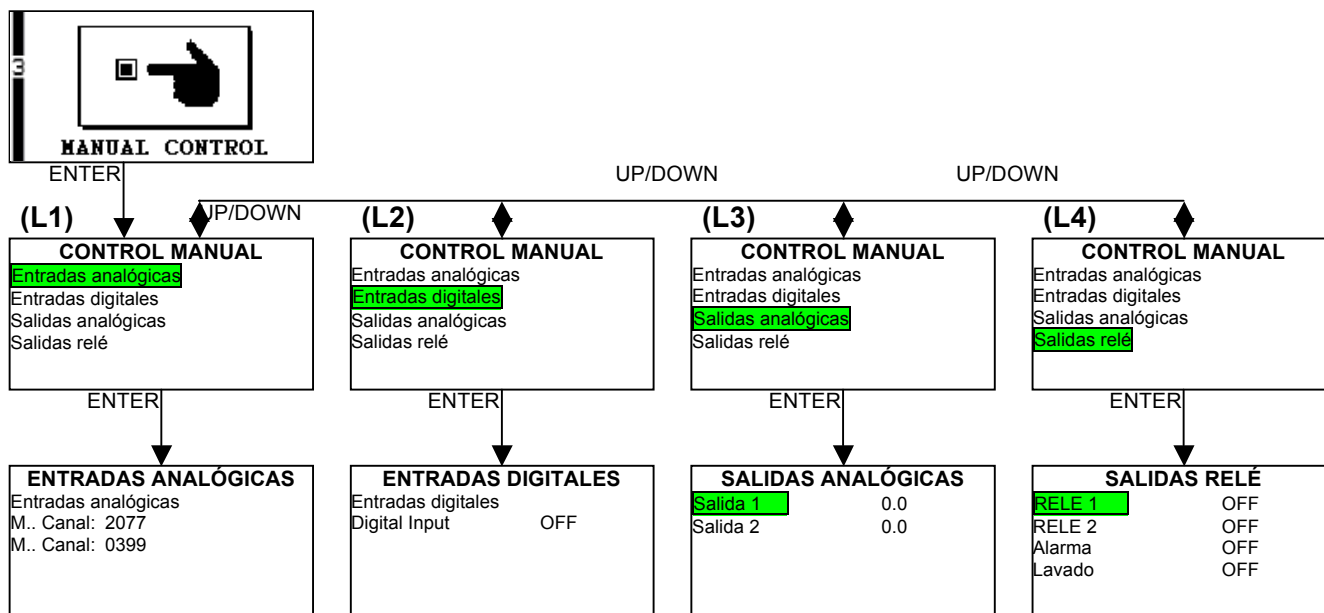 3
MANUAL CONTROL
ENTER
UP/DOWN
UP/DOWN
UP/DOWN
(L1)
CONTROL MANUAL
Entradas analógicas
Entradas digitales
Salidas analógicas
Salidas relé
(L2)
CONTROL MANUAL
Entradas analógicas
Entradas digitales
Salidas analógicas
Salidas relé
(L3)
CONTROL MANUAL
Entradas analógicas
Entradas digitales
Salidas analógicas
Salidas relé
(L4)
CONTROL MANUAL
Entradas analógicas
Entradas digitales
Salidas analógicas
Salidas relé
ENTER
ENTRADAS ANALÓGICAS
Entradas analógicas
M.. Canal: 2077
M.. Canal: 0399
ENTER
ENTRADAS DIGITALES
Entradas digitales
Digital Input OFF
ENTER
SALIDAS ANALÓGICAS
Salida 1 0.0
Salida 2 0.0
ENTER
SALIDAS RELÉ
RELE 1 OFF
RELE 2 OFF
Alarma OFF
Lavado OFF